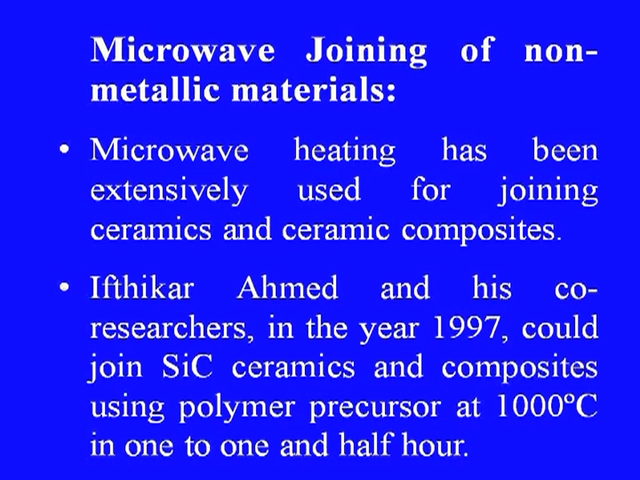 Microwave Joining of non-
metallic materials:
• Microwave heating has been
extensively used for joining
ceramics and ceramic composites.
• Ifthikar Ahmed and his co-
researchers, in the year 1997, could
join SiC ceramics and composites
using polymer precursor at 1000ºC
in one to one and half hour.